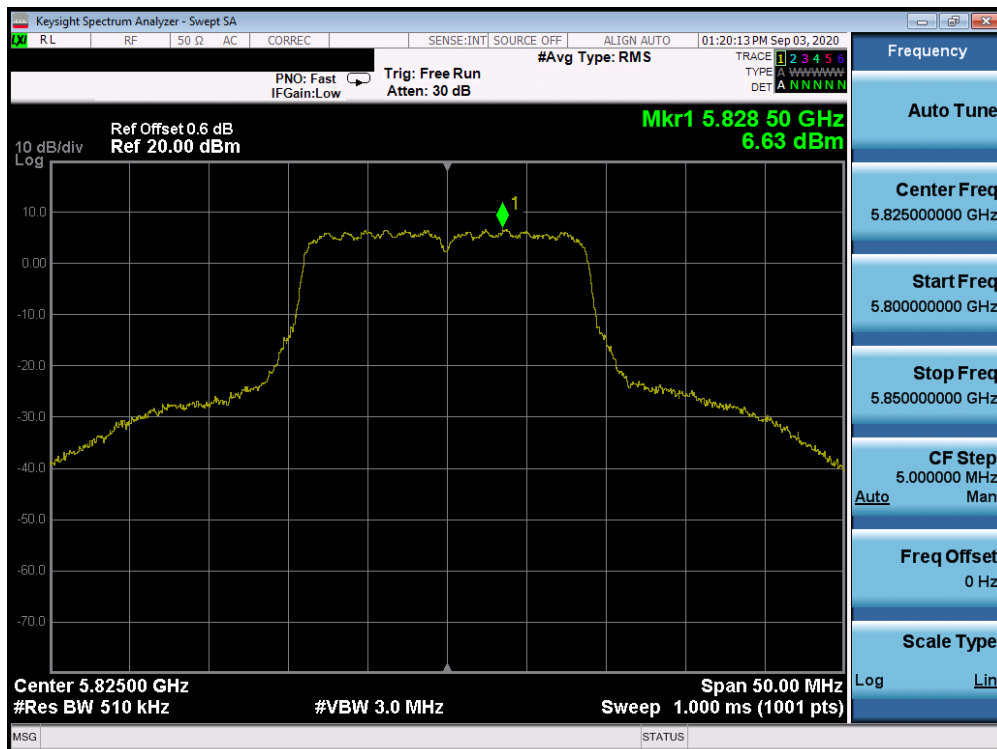 Keysight Spectrum Analyzer - Swept SA
LXI RL RF 50 Ω AC CORREC SENSE:INT SOURCE OFF ALIGN AUTO 01:20:13 PM Sep 03, 2020
#Avg Type: RMS
TRACE 1 2 3 4 5 6
PNO: Fast Trig: Free Run
TYPE A WWWWW
IFGain:Low Atten: 30 dB
DET A N N N N N
Mkr1 5.828 50 GHz
6.63 dBm
Ref Offset 0.6 dB
10 dB/div Ref 20.00 dBm
Log
1
10.0
0.00
-10.0
-20.0
-30.0
-40.0
-50.0
-60.0
-70.0
Center 5.82500 GHz Span 50.00 MHz
#Res BW 510 kHz #VBW 3.0 MHz Sweep 1.000 ms (1001 pts)
MSG STATUS
Frequency
Auto Tune
Center Freq
5.825000000 GHz
Start Freq
5.800000000 GHz
Stop Freq
5.850000000 GHz
CF Step
5.000000 MHz
Auto Man
Freq Offset
0 Hz
Scale Type
Log Lin